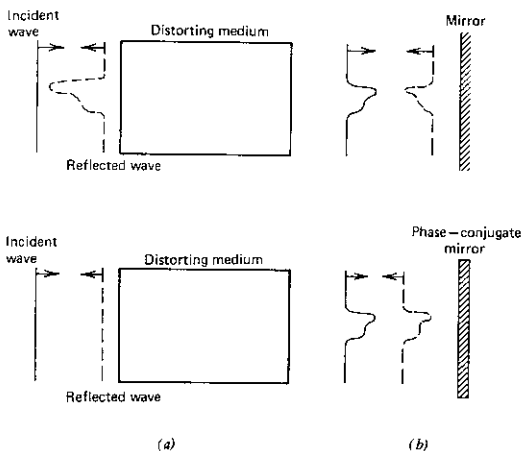 Incident
wave
Distorting medium
Mirror
Reflected wave
Incident
wave
Distorting medium
Phase–conjugate
mirror
Reflected wave
(a)
(b)